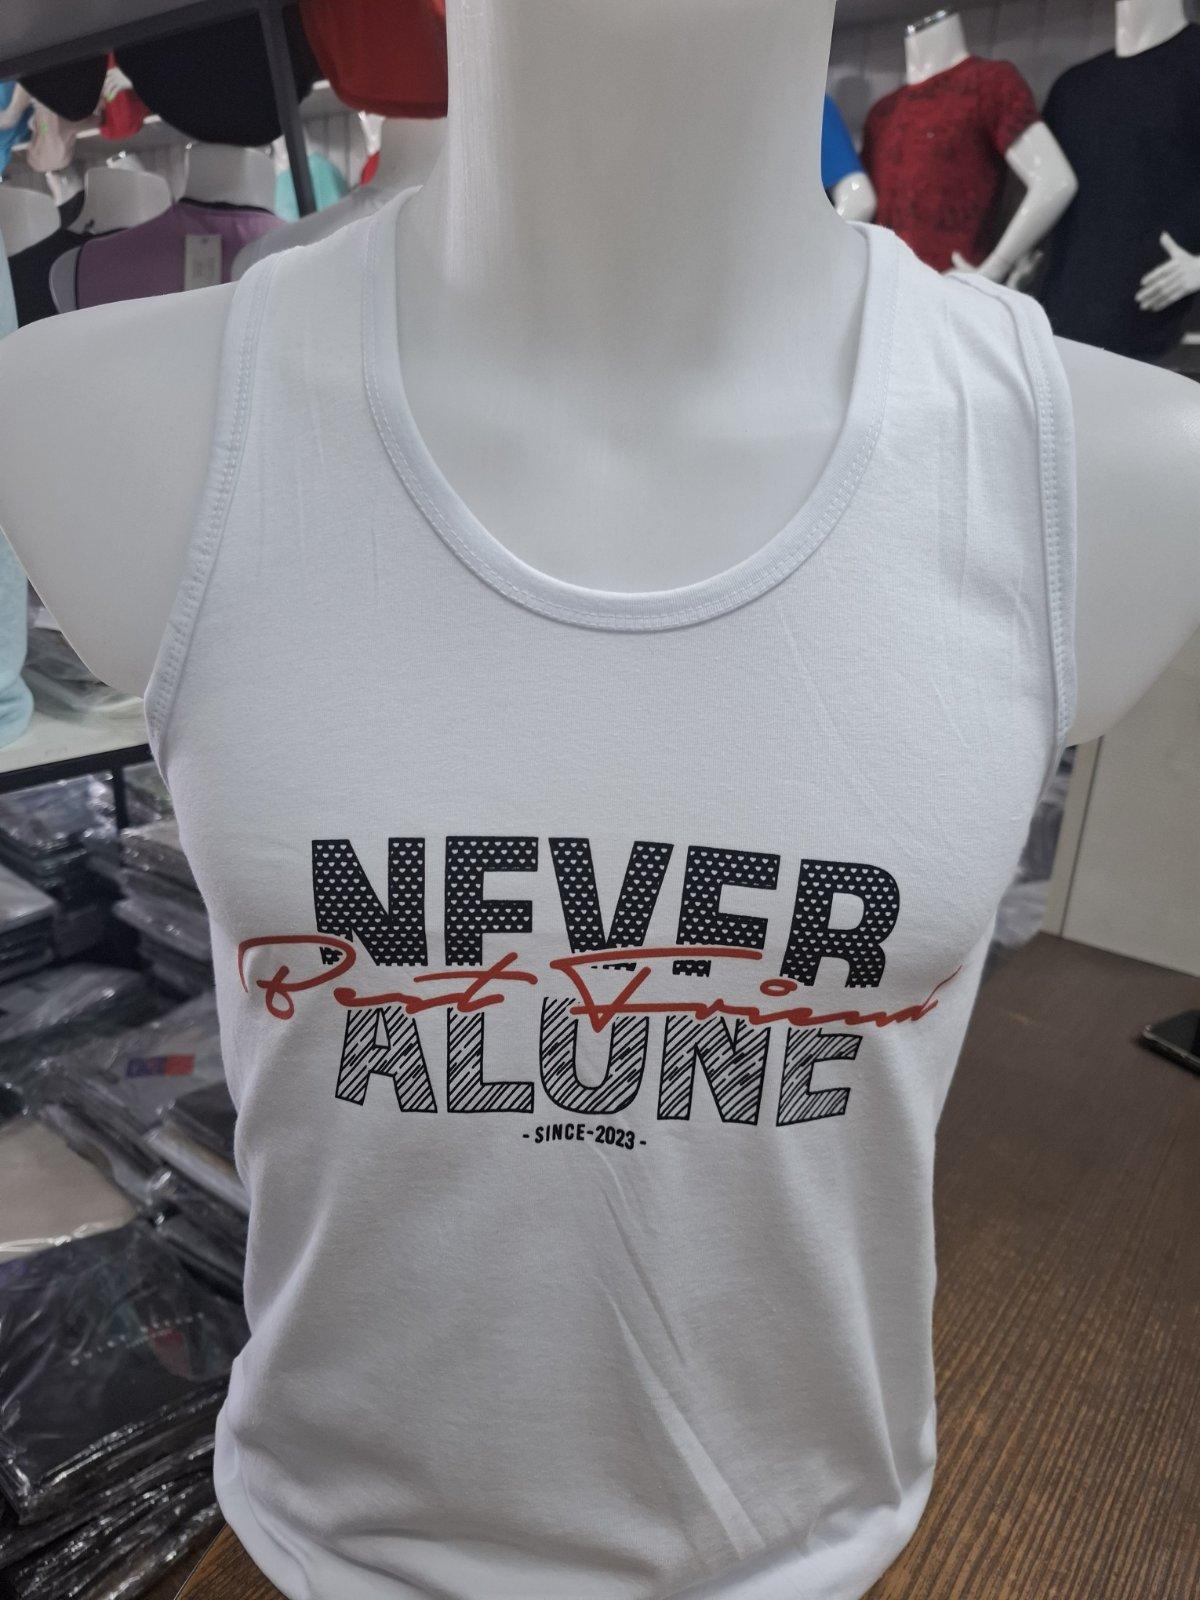 NEVER
Best Friend
ALONE
- SINCE-2023 -